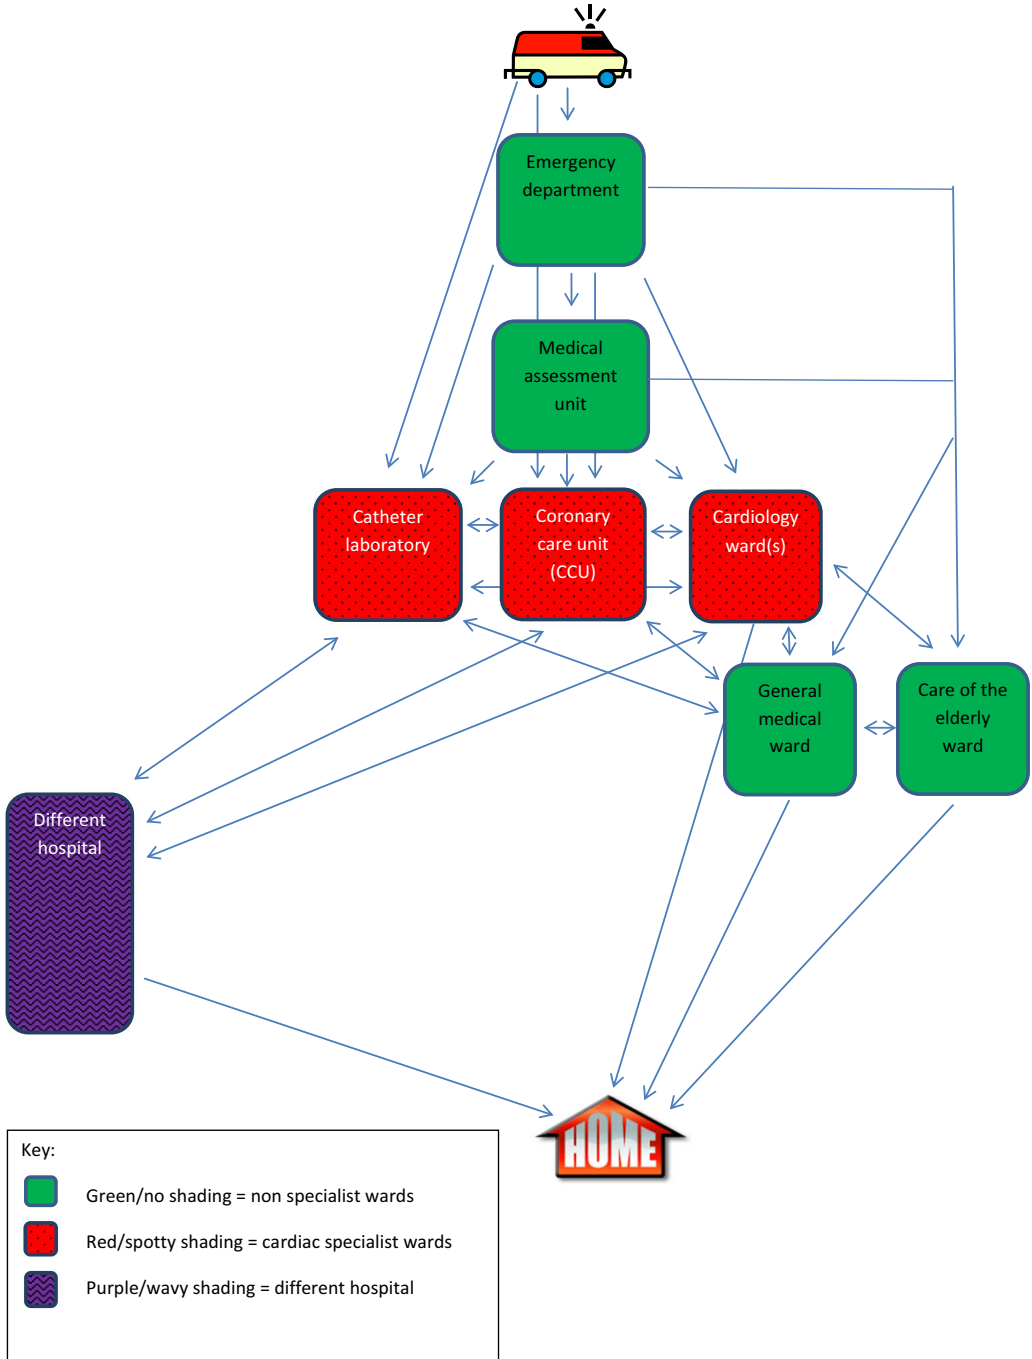 Emergency
department
Medical
assessment
unit
Catheter
laboratory
Coronary
care unit
(CCU)
Cardiology
ward(s)
General
medical
ward
Care of the
elderly
ward
Different
hospital
HOME
Key:
Green/no shading = non specialist wards
Red/spotty shading = cardiac specialist wards
Purple/wavy shading = different hospital